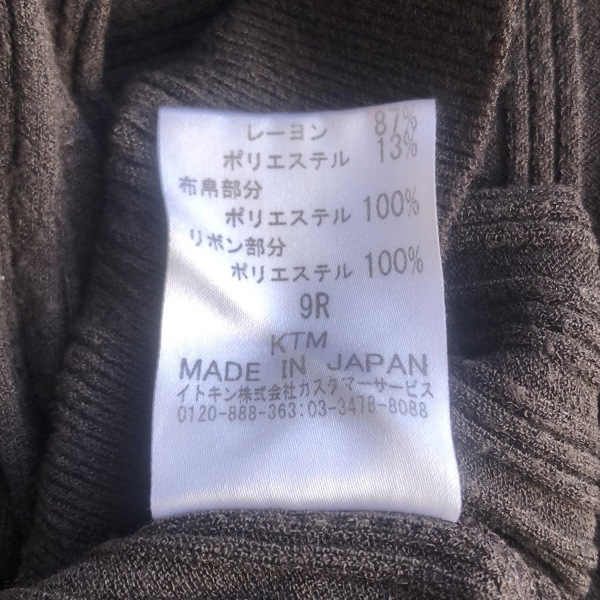 レーヨン 87%
ポリエステル 13%
布帛部分
ポリエステル 100%
リボン部分
ポリエステル 100%
9R
KTM
MADE IN JAPAN
イトキン株式会社カスタマーサービス
0120-888-363:03-3478-8088